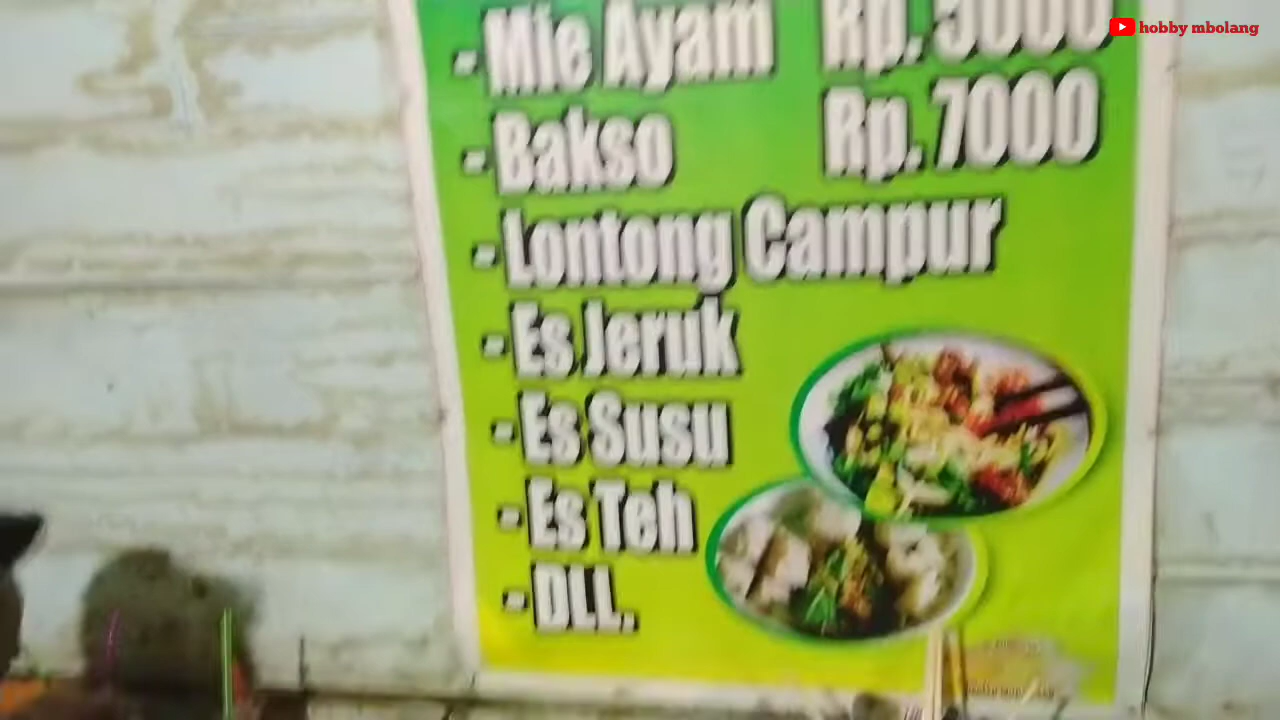 hobby mbolang
- Mie Ayam Rp. 5000
- Bakso Rp. 7000
- Lontong Campur
- Es Jeruk
- Es Susu
- Es Teh
- DLL.